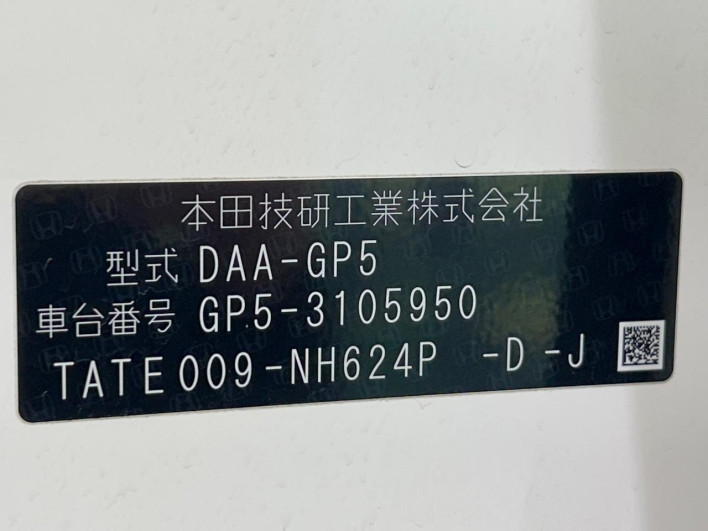 本田技研工業株式会社
型式 DAA-GP5
車台番号 GP5-3105950
TATE009-NH624P -D-J